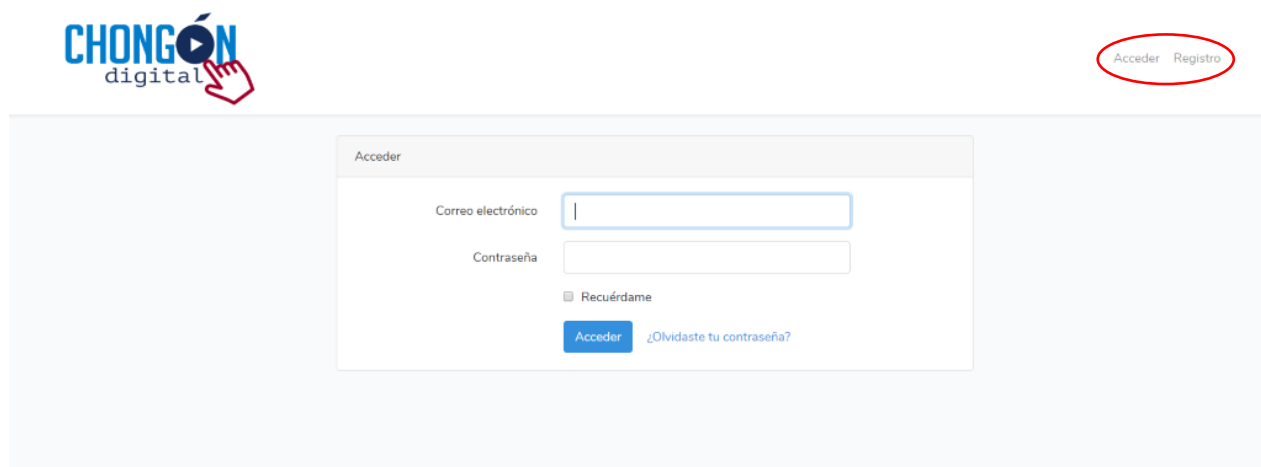 CHONGÓN
digital
Acceder Registro
Acceder
Correo electrónico
Contraseña
Recuérdame
Acceder ¿Olvidaste tu contraseña?